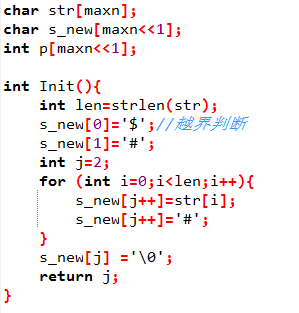 char str[maxn];
char s_new[maxn<<1];
int p[maxn<<1];

int Init(){
    int len=strlen(str);
    s_new[0]='$';//越界判断
    s_new[1]='#';
    int j=2;
    for (int i=0;i<len;i++){
        s_new[j++]=str[i];
        s_new[j++]='#';
    }
    s_new[j] ='\0';
    return j;
}